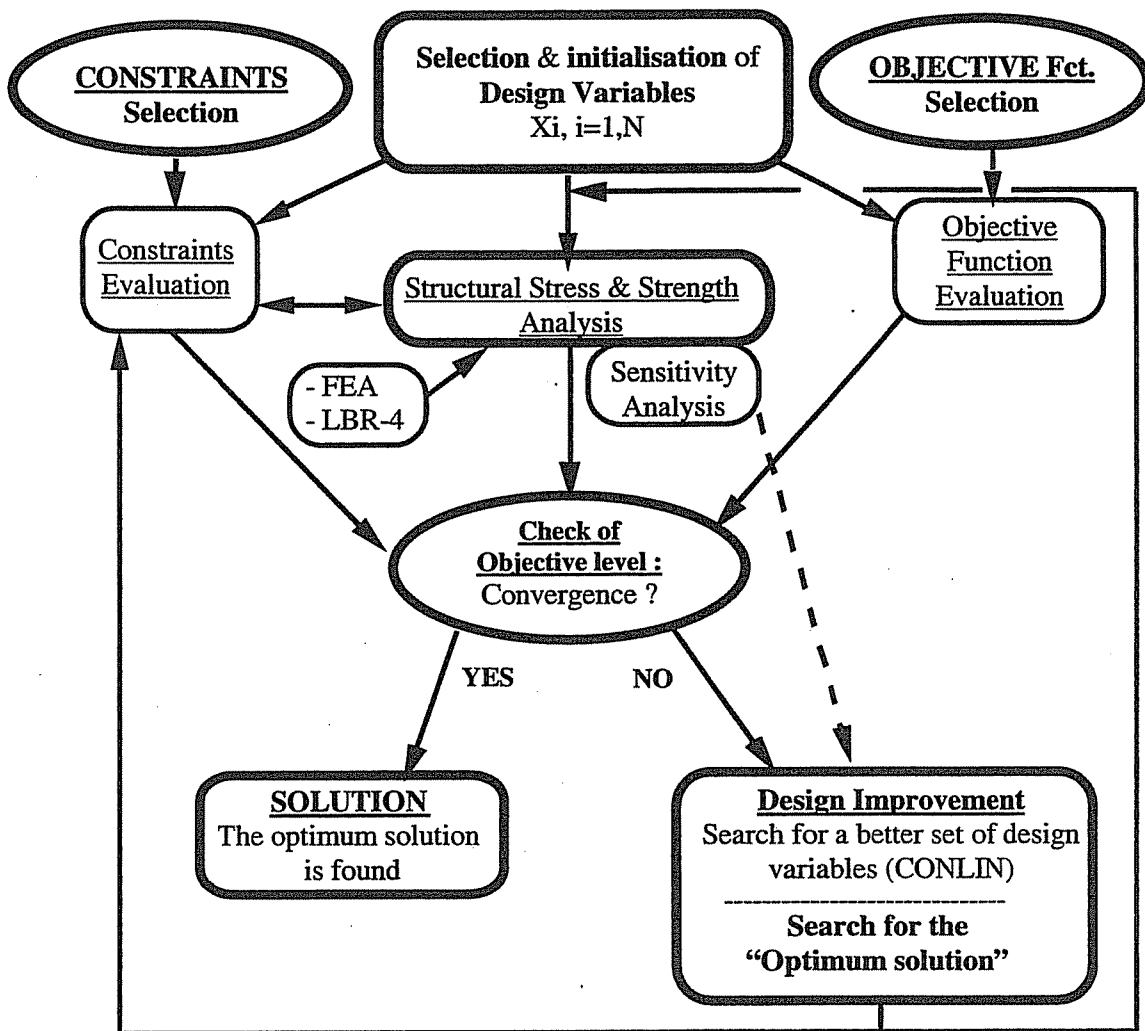 CONSTRAINTS
Selection
Selection & initialisation of
Design Variables
Xi, i=1,N
OBJECTIVE Fct.
Selection
Constraints
Evaluation
Structural Stress & Strength
Analysis
Objective
Function
Evaluation
- FEA
- LBR-4
Sensitivity
Analysis
Check of
Objective level :
Convergence ?
YES
NO
SOLUTION
The optimum solution
is found
Design Improvement
Search for a better set of design
variables (CONLIN)
Search for the
“Optimum solution”